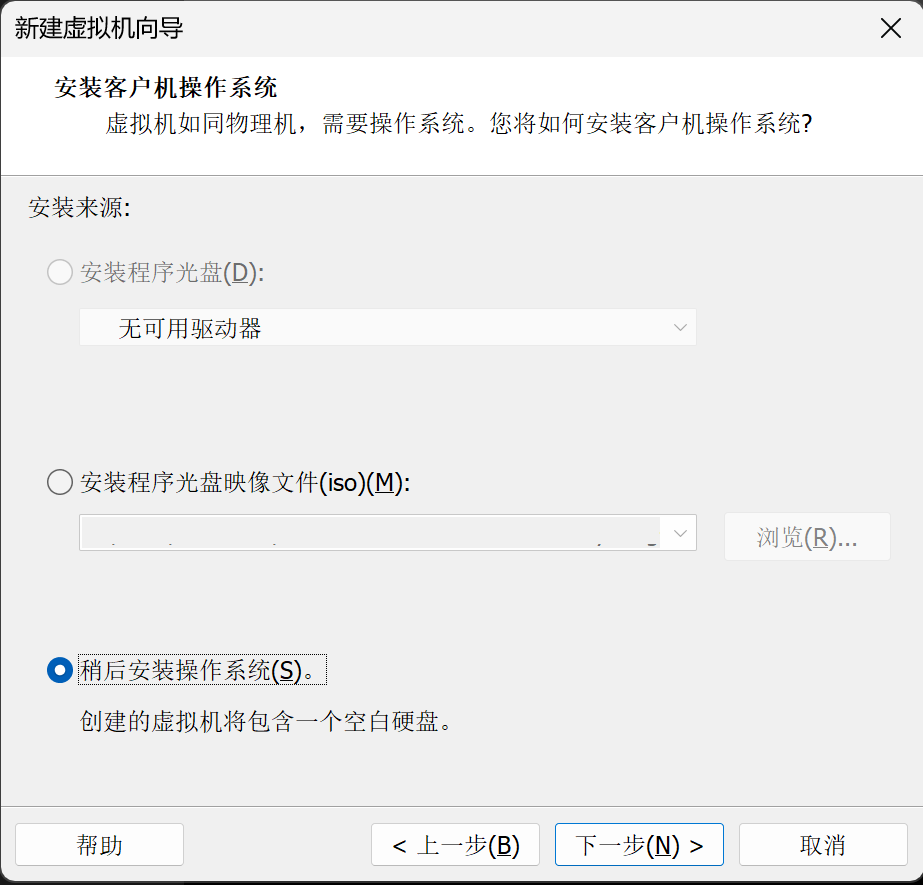 新建虚拟机向导
安装客户机操作系统
虚拟机如同物理机，需要操作系统。您将如何安装客户机操作系统?
安装来源:
安装程序光盘(D):
无可用驱动器
安装程序光盘映像文件(iso)(M):
浏览(R)...
稍后安装操作系统(S)。
创建的虚拟机将包含一个空白硬盘。
帮助
< 上一步(B)
下一步(N) >
取消